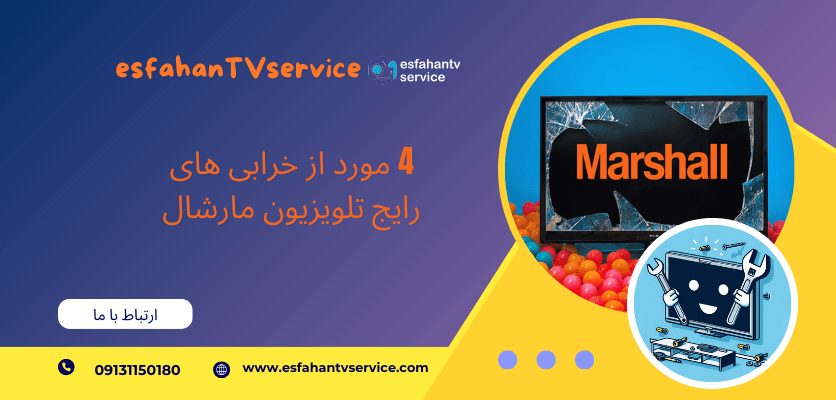 esfahanTVservice
esfahantv
service
4 مورد از خرابی های
رایج تلویزیون مارشال
Marshall
ارتباط با ما
09131150180
www.esfahantvservice.com